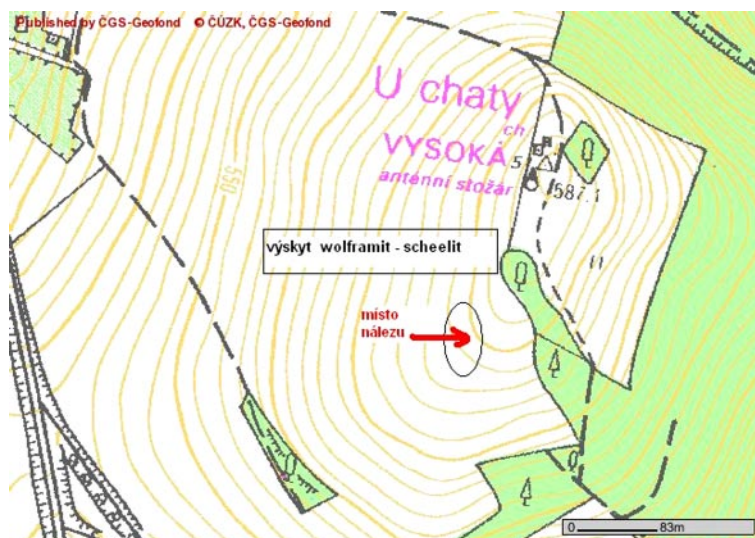 Published by ČGS-Geofond © ČÚZK, ČGS-Geofond
U chaty
ch
VYSOKÁ
anténní stožár
587,1
550
výskyt wolframit - scheelit
místo
nálezu
0 83m